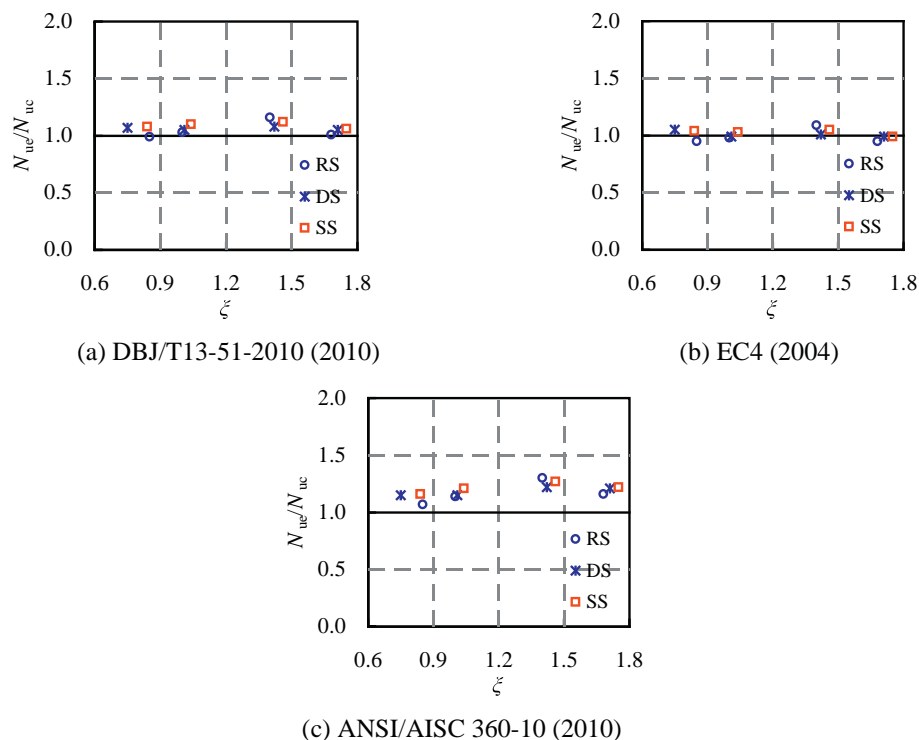 2.0
1.5
1.0
0.5
0.0
N_ue/N_uc
RS
DS
SS
0.6 0.9 1.2 1.5 1.8
ξ
(a) DBJ/T13-51-2010 (2010)
2.0
1.5
1.0
0.5
0.0
N_ue/N_uc
RS
DS
SS
0.6 0.9 1.2 1.5 1.8
ξ
(b) EC4 (2004)
2.0
1.5
1.0
0.5
0.0
N_ue/N_uc
RS
DS
SS
0.6 0.9 1.2 1.5 1.8
ξ
(c) ANSI/AISC 360-10 (2010)